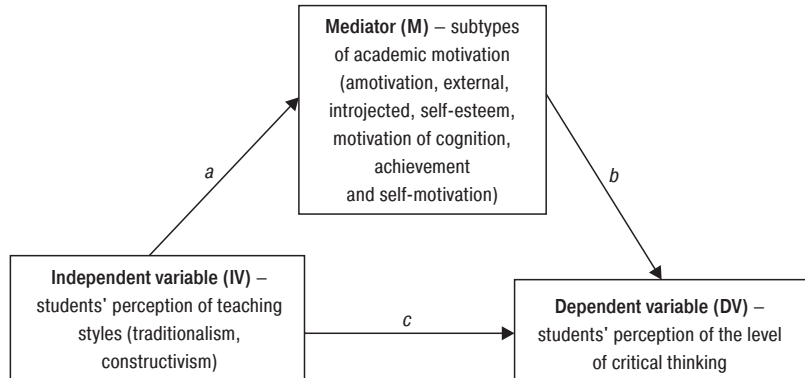 Mediator (M) – subtypes
of academic motivation
(amotivation, external,
introjected, self-esteem,
motivation of cognition,
achievement
and self-motivation)
a
b
Independent variable (IV) –
students' perception of teaching
styles (traditionalism,
constructivism)
c
Dependent variable (DV) –
students' perception of the level
of critical thinking